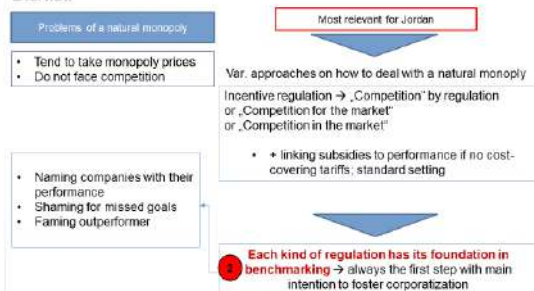 Problems of a natural monopoly
Tend to take monopoly prices
Do not face competition
Most relevant for Jordan
Var. approaches on how to deal with a natural monoply
Incentive regulation → „Competition" by regulation
or „Competition for the market"
or „Competition in the market"
+ linking subsidies to performance if no cost-
covering tariffs; standard setting
Naming companies with their
performance
Shaming for missed goals
Faming outperformer
2
Each kind of regulation has its foundation in
benchmarking → always the first step with main
intention to foster corporatization